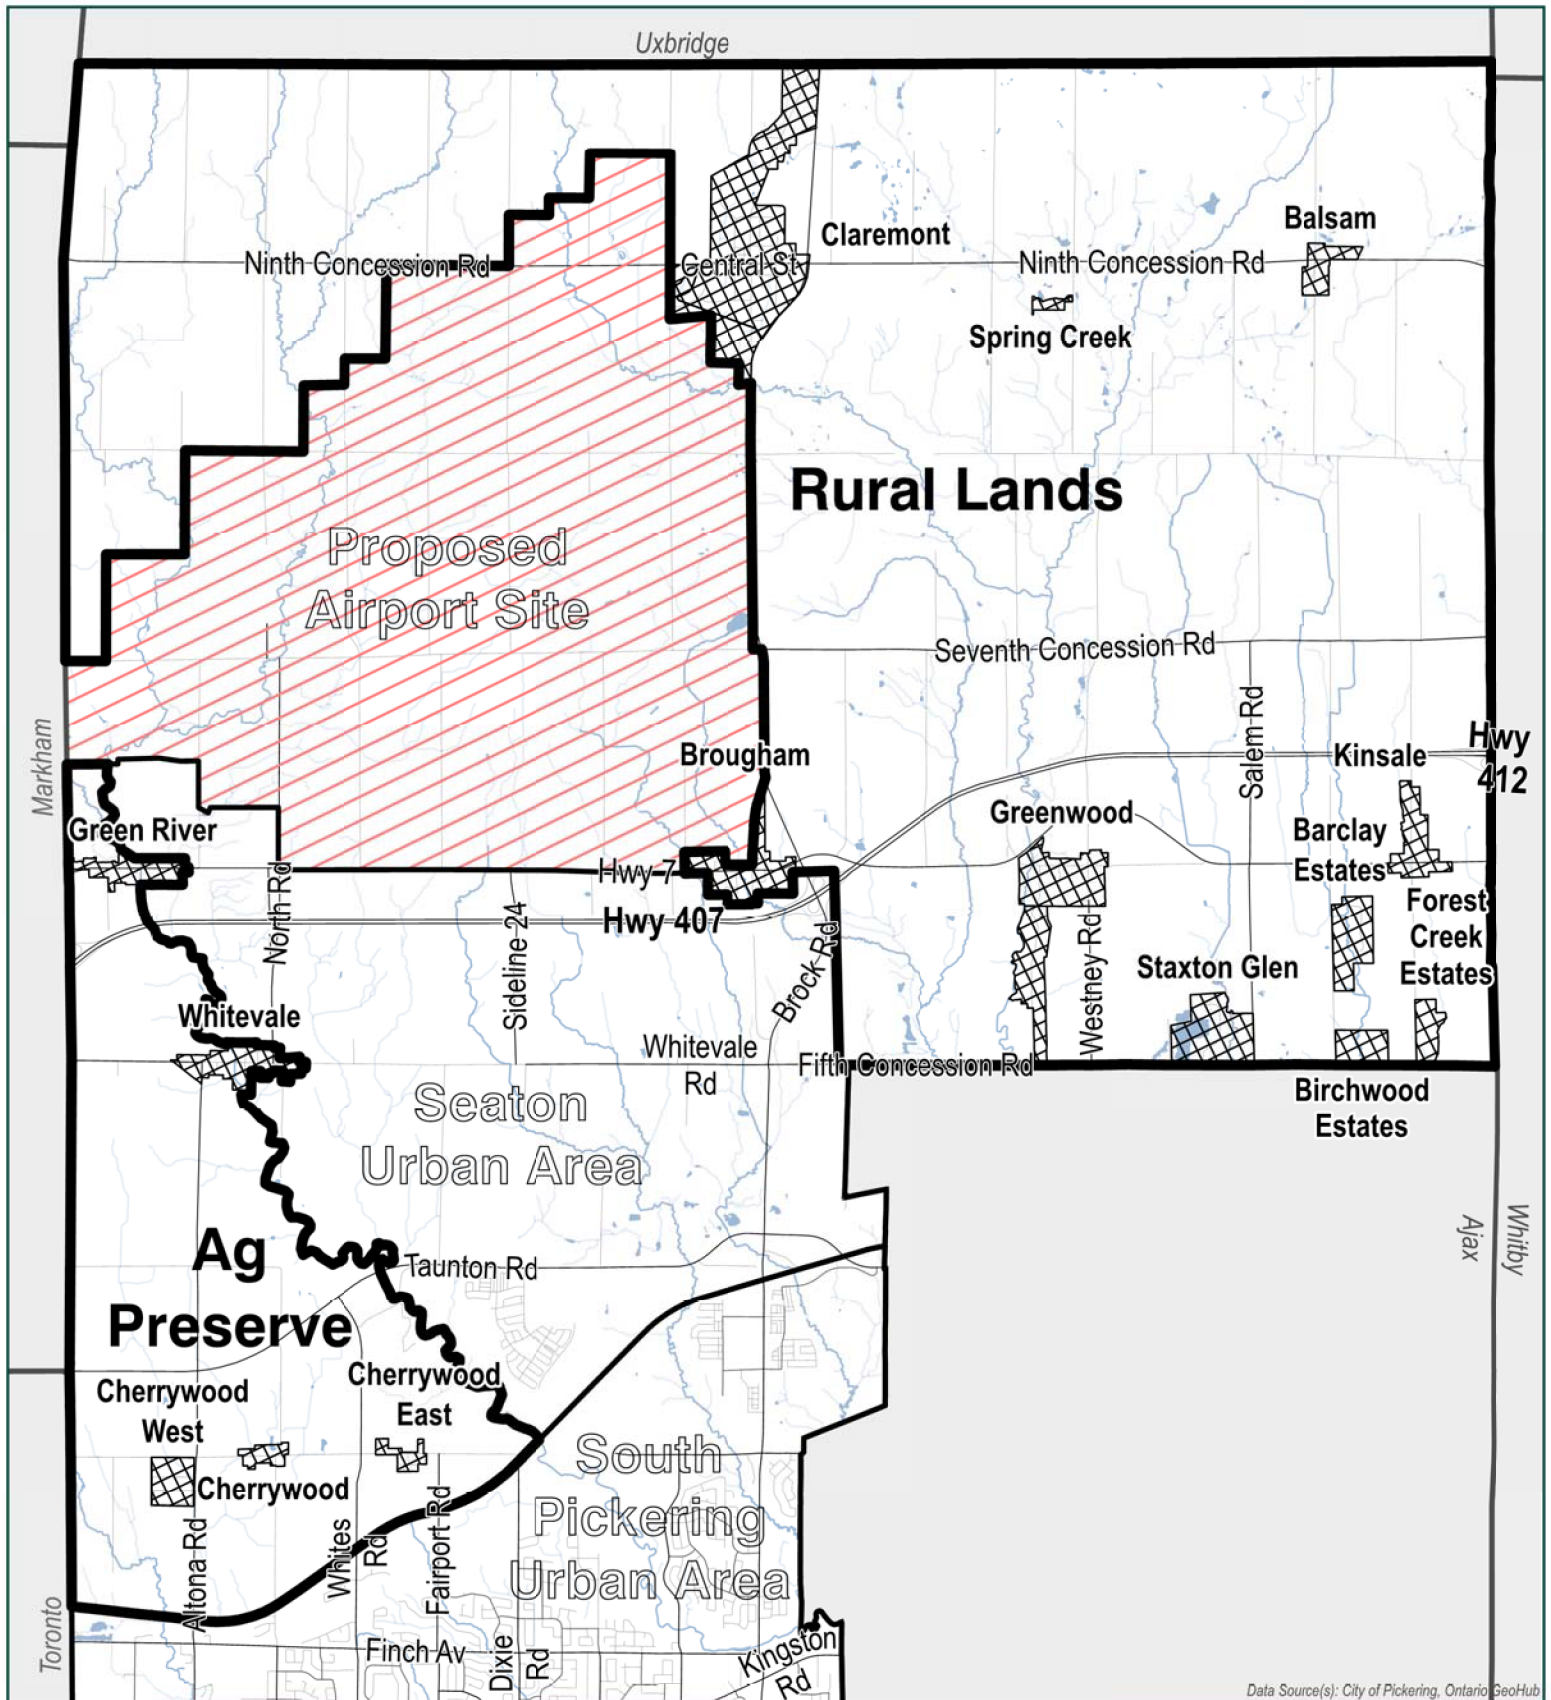 Uxbridge
Claremont
Balsam
Ninth Concession Rd
Central St
Ninth Concession Rd
Spring Creek
Rural Lands
Proposed
Airport Site
Seventh Concession Rd
Salem Rd
Markham
Brougham
Kinsale
Hwy
412
Green River
Greenwood
Barclay
Estates
Hwy 7
North Rd
Hwy 407
Sideline 24
Brock Rd
Westney Rd
Forest
Creek
Estates
Staxton Glen
Whitevale
Whitevale
Rd
Fifth Concession Rd
Birchwood
Estates
Seaton
Urban Area
Ajax
Whitby
Ag
Preserve
Taunton Rd
Cherrywood
East
Cherrywood
West
Cherrywood
South
Pickering
Urban Area
Altona Rd
Whites
Rd
Fairport Rd
Toronto
Finch Av
Dixie
Rd
Kingston
Rd
Data Source(s): City of Pickering, Ontario GeoHub